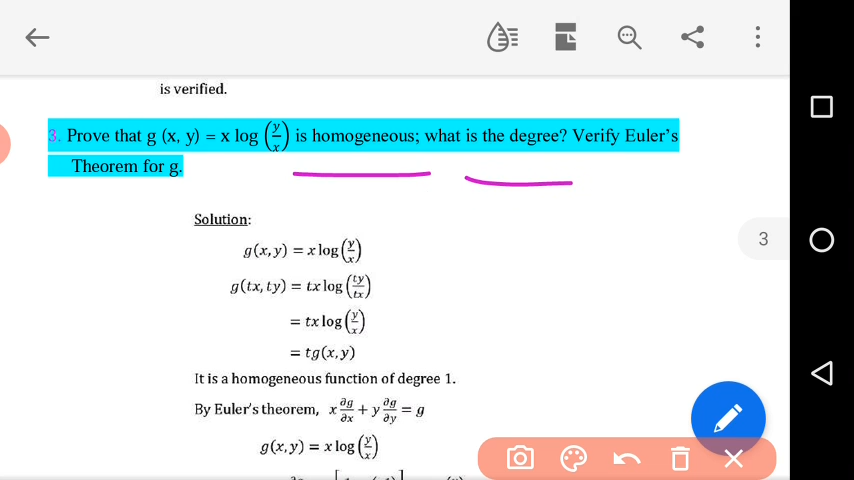 is verified.
3. Prove that g (x, y) = x log (y/x) is homogeneous; what is the degree? Verify Euler's
Theorem for g.
Solution:
g(x, y) = x log (y/x)
g(tx, ty) = tx log (ty/tx)
= tx log (y/x)
= tg(x, y)
It is a homogeneous function of degree 1.
By Euler's theorem, x ∂g/∂x + y ∂g/∂y = g
g(x, y) = x log (y/x)
3